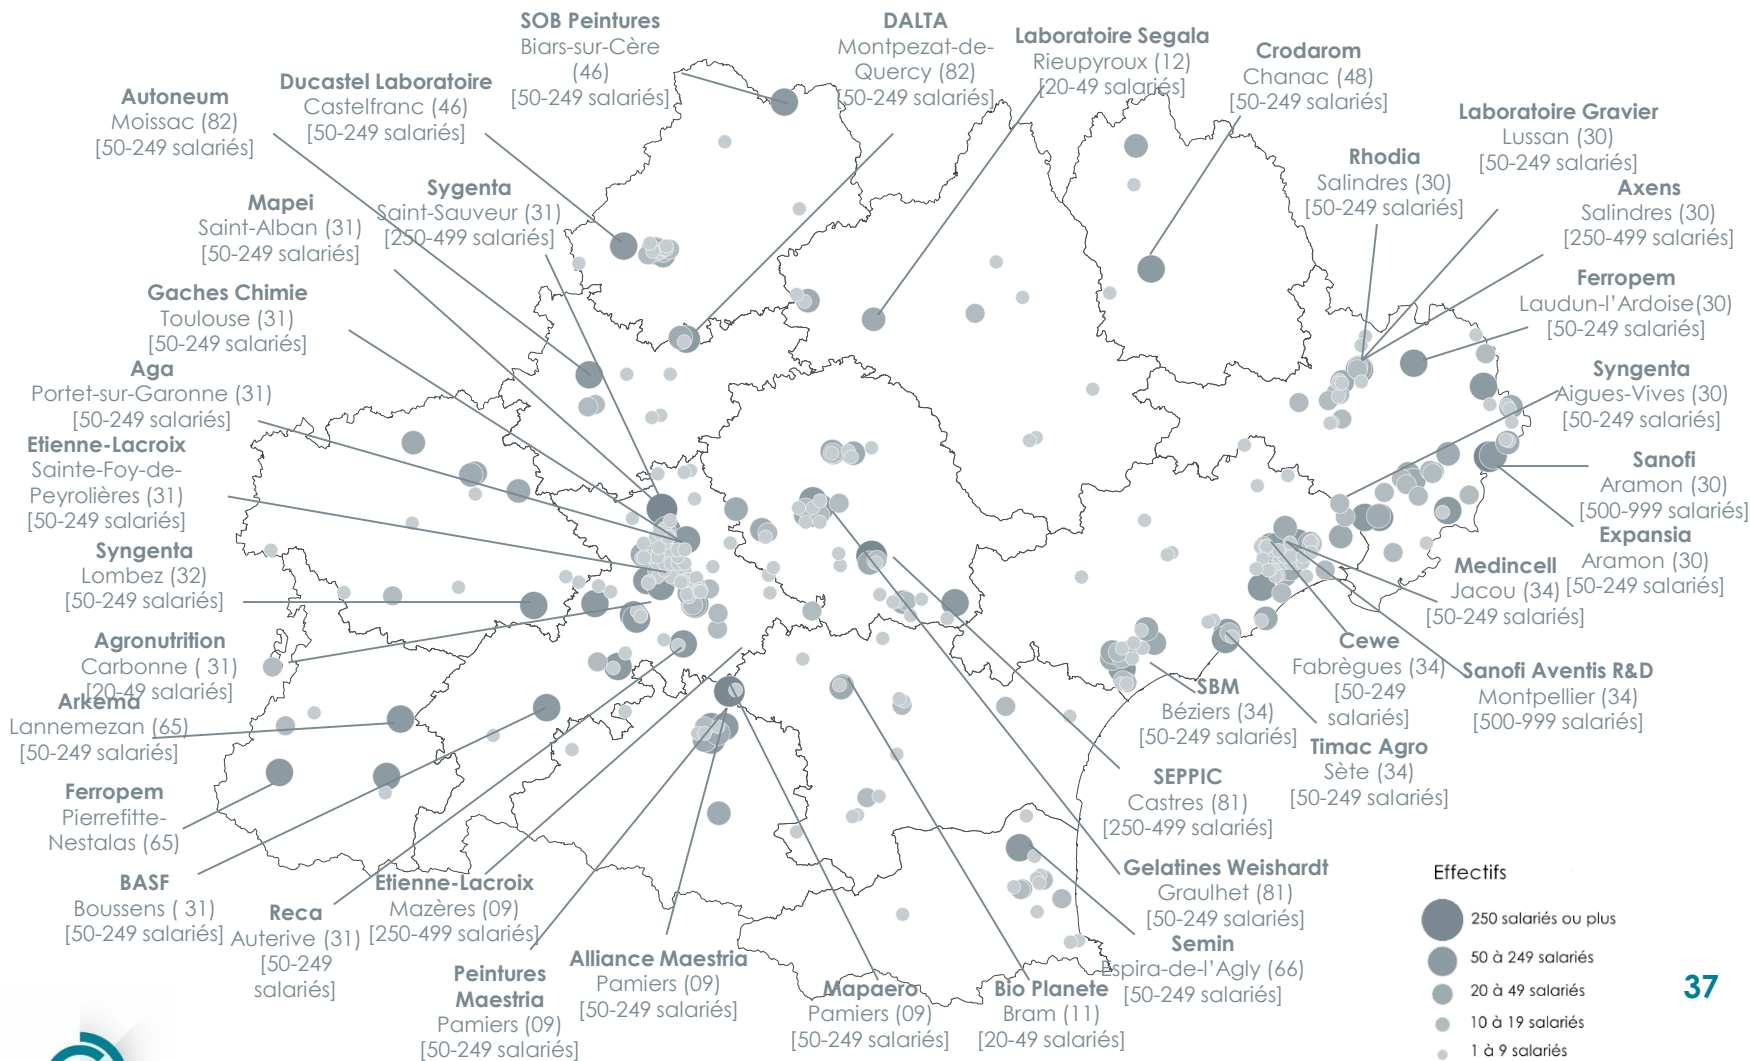 SOB Peintures
Biars-sur-Cère
(46)
[50-249 salariés]
DALTA
Montpezat-de-
Quercy (82)
[50-249 salariés]
Laboratoire Segala
Rieupyroux (12)
[20-49 salariés]
Crodarom
Chanac (48)
[50-249 salariés]
Ducastel Laboratoire
Castelfranc (46)
[50-249 salariés]
Autoneum
Moissac (82)
[50-249 salariés]
Laboratoire Gravier
Lussan (30)
[50-249 salariés]
Rhodia
Salindres (30)
[50-249 salariés]
Axens
Salindres (30)
[250-499 salariés]
Sygenta
Saint-Sauveur (31)
[250-499 salariés]
Mapei
Saint-Alban (31)
[50-249 salariés]
Ferropem
Laudun-l'Ardoise(30)
[50-249 salariés]
Gaches Chimie
Toulouse (31)
[50-249 salariés]
Aga
Portet-sur-Garonne (31)
[50-249 salariés]
Syngenta
Aigues-Vives (30)
[50-249 salariés]
Etienne-Lacroix
Sainte-Foy-de-
Peyrolières (31)
[50-249 salariés]
Sanofi
Aramon (30)
[500-999 salariés]
Expansia
Aramon (30)
[50-249 salariés]
Syngenta
Lombez (32)
[50-249 salariés]
Medincell
Jacou (34)
[50-249 salariés]
Agronutrition
Carbonne ( 31)
[20-49 salariés]
Cewe
Fabrègues (34)
[50-249
salariés]
Sanofi Aventis R&D
Montpellier (34)
[500-999 salariés]
Arkema
Lannemezan (65)
[50-249 salariés]
SBM
Béziers (34)
[50-249 salariés]
Timac Agro
Sète (34)
[50-249 salariés]
Ferropem
Pierrefitte-
Nestalas (65)
SEPPIC
Castres (81)
[250-499 salariés]
BASF
Boussens ( 31)
[50-249 salariés]
Reca
Auterive (31)
[50-249
salariés]
Etienne-Lacroix
Mazères (09)
[250-499 salariés]
Gelatines Weishardt
Graulhet (81)
[50-249 salariés]
Peintures
Maestria
Pamiers (09)
[50-249 salariés]
Alliance Maestria
Pamiers (09)
[50-249 salariés]
Mapaero
Pamiers (09)
[50-249 salariés]
Bio Planete
Bram (11)
[20-49 salariés]
Semin
Espira-de-l'Agly (66)
[50-249 salariés]
Effectifs
250 salariés ou plus
50 à 249 salariés
20 à 49 salariés
10 à 19 salariés
1 à 9 salariés
37